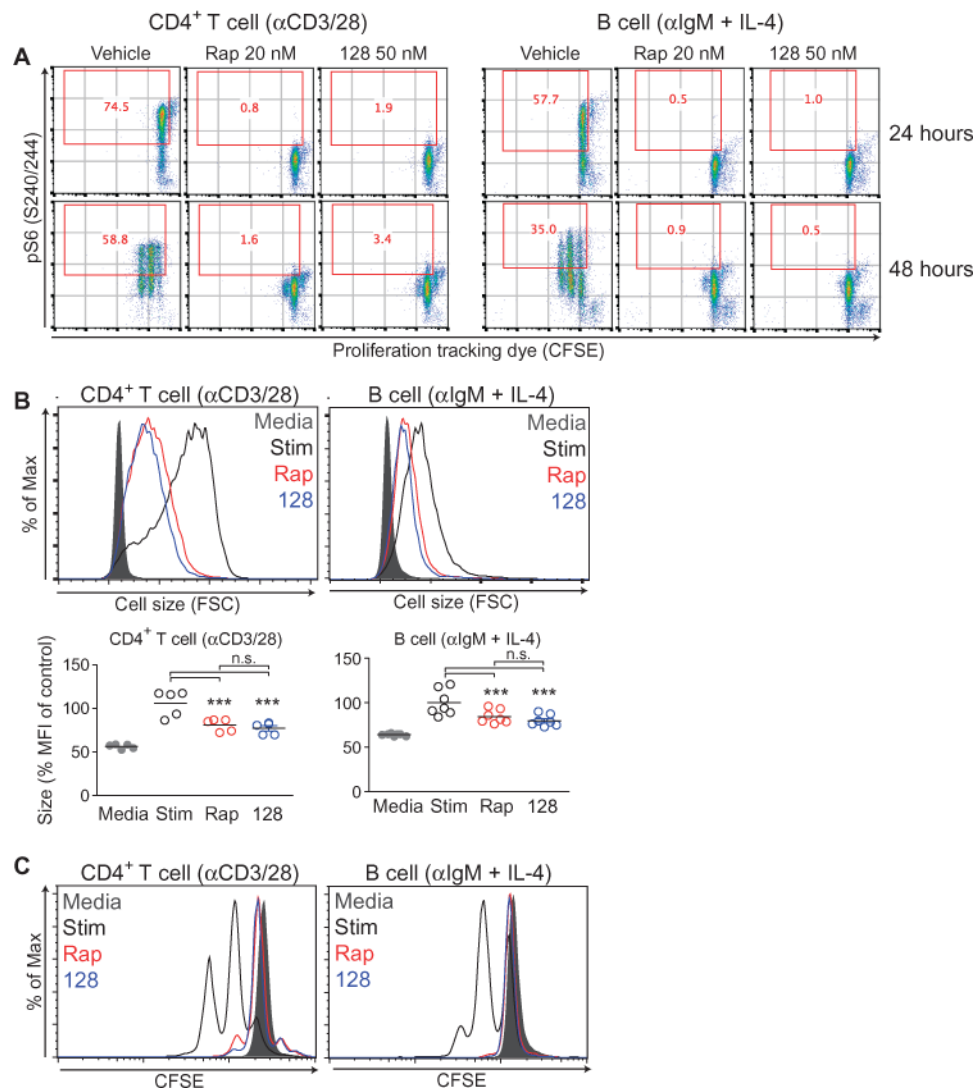 CD4⁺ T cell (αCD3/28) B cell (αIgM + IL-4)
A Vehicle Rap 20 nM 128 50 nM Vehicle Rap 20 nM 128 50 nM
74.5 0.8 1.9 57.7 0.5 1.0 24 hours
58.8 1.6 3.4 35.0 0.9 0.5 48 hours
pS6 (S240/244)
Proliferation tracking dye (CFSE)
B CD4⁺ T cell (αCD3/28) B cell (αIgM + IL-4)
Media Media
Stim Stim
Rap Rap
128 128
% of Max
Cell size (FSC) Cell size (FSC)
CD4⁺ T cell (αCD3/28) B cell (αIgM + IL-4)
n.s. n.s.
150 150
*** *** *** ***
100 100
50 50
0 0
Size (% MFI of control)
Media Stim Rap 128 Media Stim Rap 128
C CD4⁺ T cell (αCD3/28) B cell (αIgM + IL-4)
Media Media
Stim Stim
Rap Rap
128 128
% of Max
CFSE CFSE